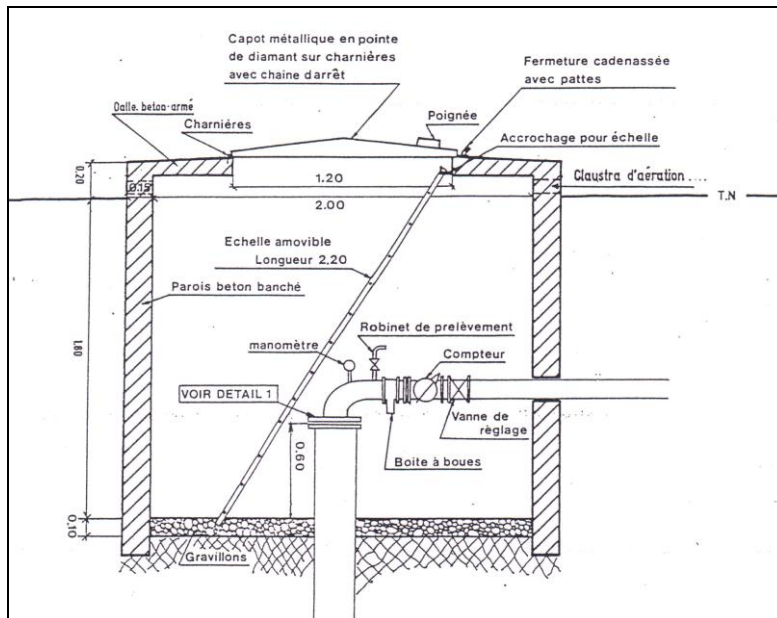 Capot métallique en pointe
de diamant sur charnières
avec chaine d'arrêt
Fermeture cadenassée
avec pattes
Dalle beton-armé
Charnières
Poignée
Accrochage pour échelle
0.20
0.15
1.20
Claustra d'aération....
2.00
T.N
Echelle amovible
Longueur 2,20
Parois beton banché
Robinet de prelèvement
manomètre
Compteur
1.80
VOIR DETAIL 1
Vanne de
règlage
0.60
Boite à boues
0.10
Gravillons